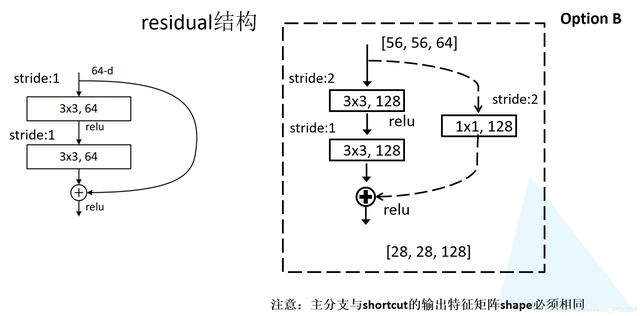 residual结构
Option B
64-d
stride:1
3x3, 64
relu
stride:1
3x3, 64
relu
[56, 56, 64]
stride:2
3x3, 128
relu
stride:2
1x1, 128
stride:1
3x3, 128
relu
[28, 28, 128]
注意：主分支与shortcut的输出特征矩阵shape必须相同